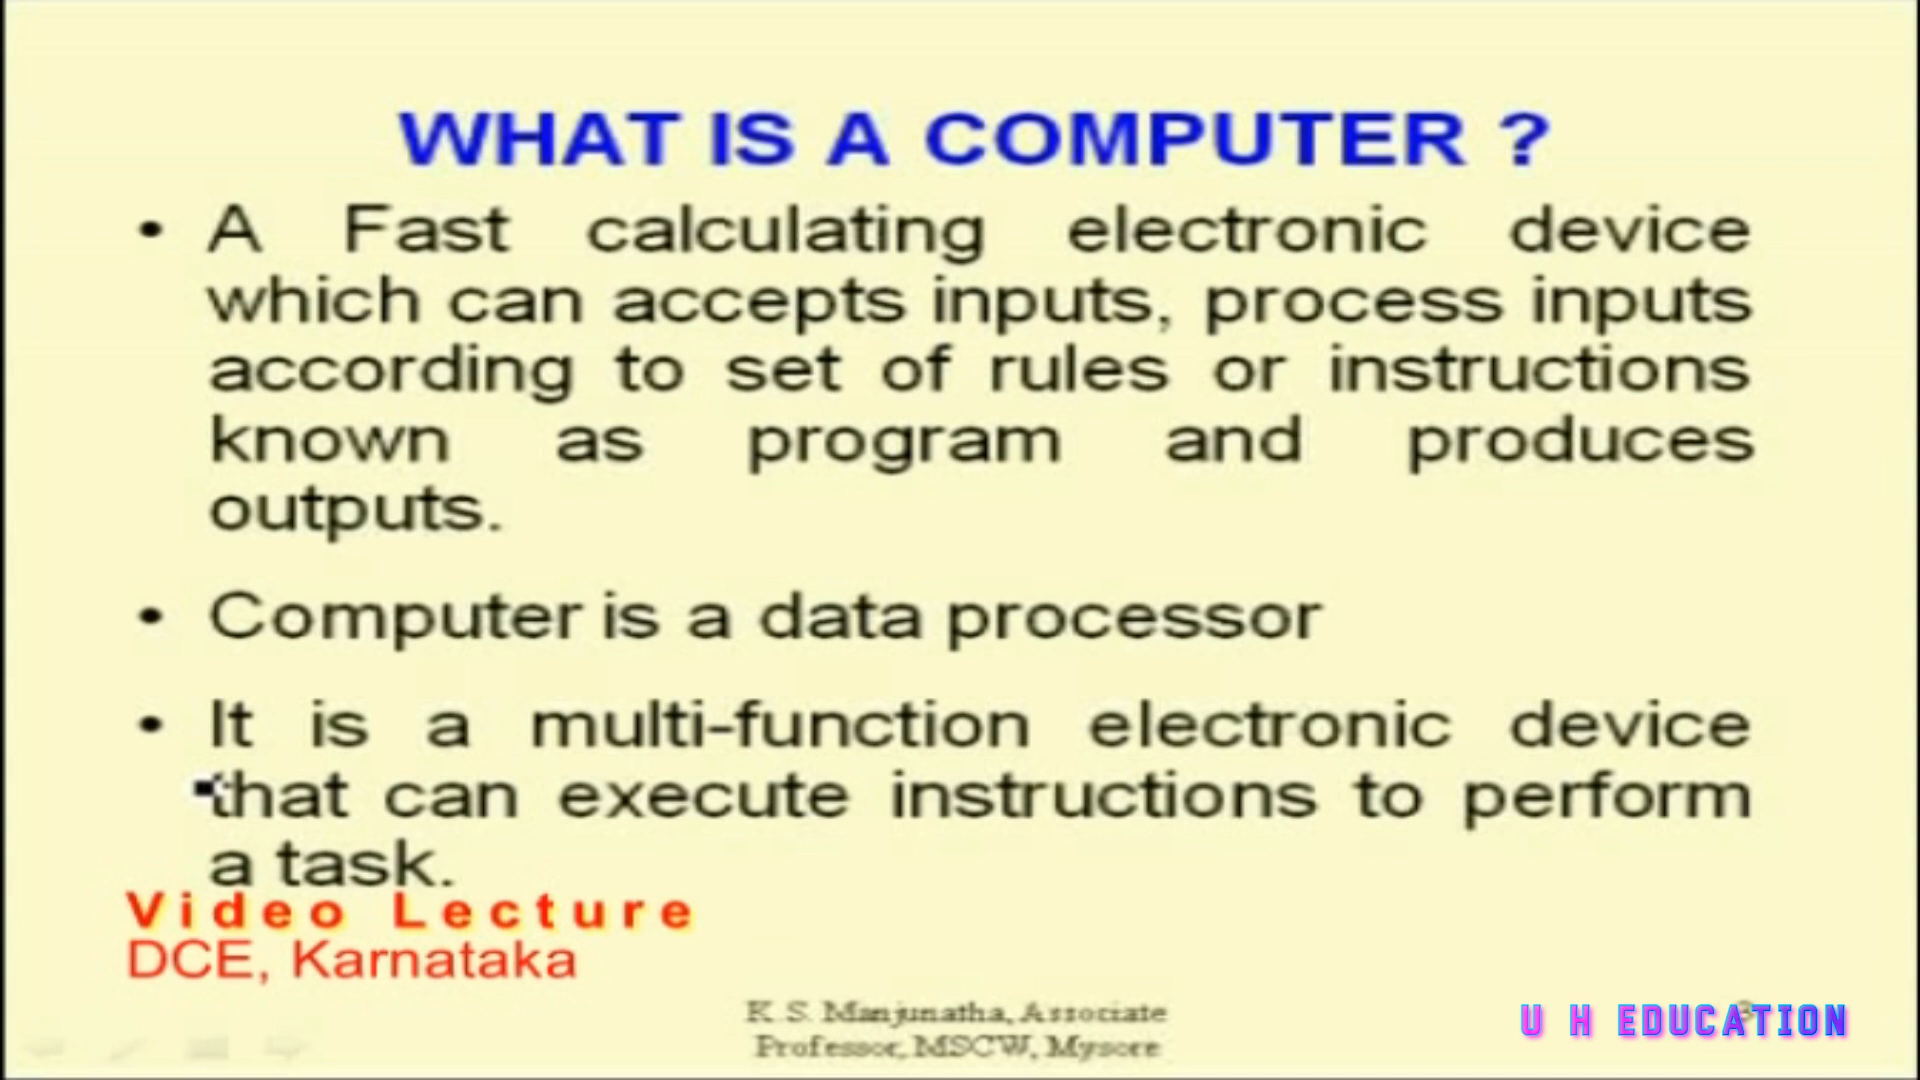 WHAT IS A COMPUTER ?
• A Fast calculating electronic device
which can accepts inputs, process inputs
according to set of rules or instructions
known as program and produces
outputs.
• Computer is a data processor
• It is a multi-function electronic device
that can execute instructions to perform
a task.
Video Lecture
DCE, Karnataka
K. S. Manjunatha, Associate
Professor, MSCW, Mysore
U H EDUCATION